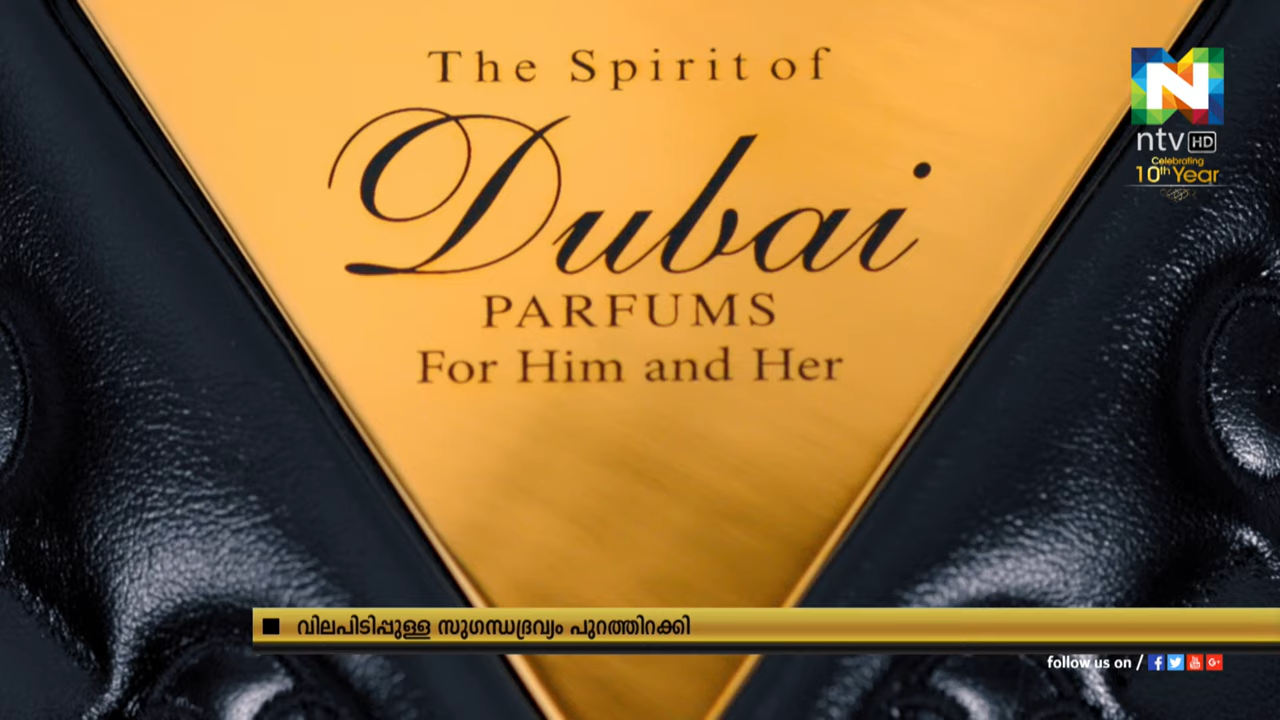 The Spirit of
Dubai
PARFUMS
For Him and Her
N
ntv HD
Celebrating
10th Year
വിലപിടിപ്പുള്ള സുഗന്ധദ്രവ്യം പുറത്തിറക്കി
follow us on /